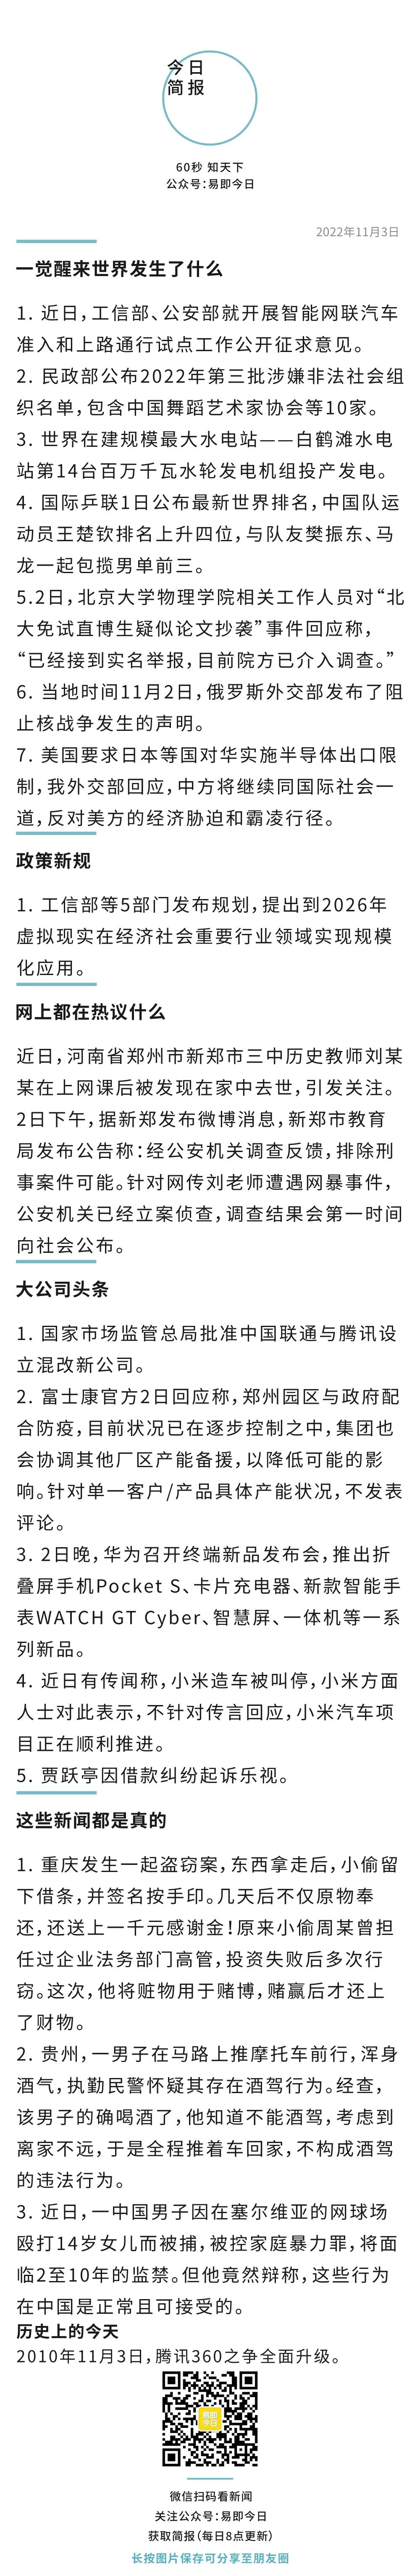 今日
简报
60秒 知天下
公众号：易即今日
2022年11月3日
一觉醒来世界发生了什么
1. 近日，工信部、公安部就开展智能网联汽车
准入和上路通行试点工作公开征求意见。
2. 民政部公布2022年第三批涉嫌非法社会组
织名单，包含中国舞蹈艺术家协会等10家。
3. 世界在建规模最大水电站——白鹤滩水电
站第14台百万千瓦水轮发电机组投产发电。
4. 国际乒联1日公布最新世界排名，中国队运
动员王楚钦排名上升四位，与队友樊振东、马
龙一起包揽男单前三。
5.2日，北京大学物理学院相关工作人员对“北
大免试直博生疑似论文抄袭”事件回应称，
“已经接到实名举报，目前院方已介入调查。”
6. 当地时间11月2日，俄罗斯外交部发布了阻
止核战争发生的声明。
7. 美国要求日本等国对华实施半导体出口限
制，我外交部回应，中方将继续同国际社会一
道，反对美方的经济胁迫和霸凌行径。
政策新规
1. 工信部等5部门发布规划，提出到2026年
虚拟现实在经济社会重要行业领域实现规模
化应用。
网上都在热议什么
近日，河南省郑州市新郑市三中历史教师刘某
某在上网课后被发现在家中去世，引发关注。
2日下午，据新郑发布微博消息，新郑市教育
局发布公告称：经公安机关调查反馈，排除刑
事案件可能。针对网传刘老师遭遇网暴事件，
公安机关已经立案侦查，调查结果会第一时间
向社会公布。
大公司头条
1. 国家市场监管总局批准中国联通与腾讯设
立混改新公司。
2. 富士康官方2日回应称，郑州园区与政府配
合防疫，目前状况已在逐步控制之中，集团也
会协调其他厂区产能备援，以降低可能的影
响。针对单一客户/产品具体产能状况，不发表
评论。
3. 2日晚，华为召开终端新品发布会，推出折
叠屏手机Pocket S、卡片充电器、新款智能手
表WATCH GT Cyber、智慧屏、一体机等一系
列新品。
4. 近日有传闻称，小米造车被叫停，小米方面
人士对此表示，不针对传言回应，小米汽车项
目正在顺利推进。
5. 贾跃亭因借款纠纷起诉乐视。
这些新闻都是真的
1. 重庆发生一起盗窃案，东西拿走后，小偷留
下借条，并签名按手印。几天后不仅原物奉
还，还送上一千元感谢金！原来小偷周某曾担
任过企业法务部门高管，投资失败后多次行
窃。这次，他将赃物用于赌博，赌赢后才还上
了财物。
2. 贵州，一男子在马路上推摩托车前行，浑身
酒气，执勤民警怀疑其存在酒驾行为。经查，
该男子的确喝酒了，他知道不能酒驾，考虑到
离家不远，于是全程推着车回家，不构成酒驾
的违法行为。
3. 近日，一中国男子因在塞尔维亚的网球场
殴打14岁女儿而被捕，被控家庭暴力罪，将面
临2至10年的监禁。但他竟然辩称，这些行为
在中国是正常且可接受的。
历史上的今天
2010年11月3日，腾讯360之争全面升级。
易即
今日
微信扫码看新闻
关注公众号：易即今日
获取简报（每日8点更新）
长按图片保存可分享至朋友圈